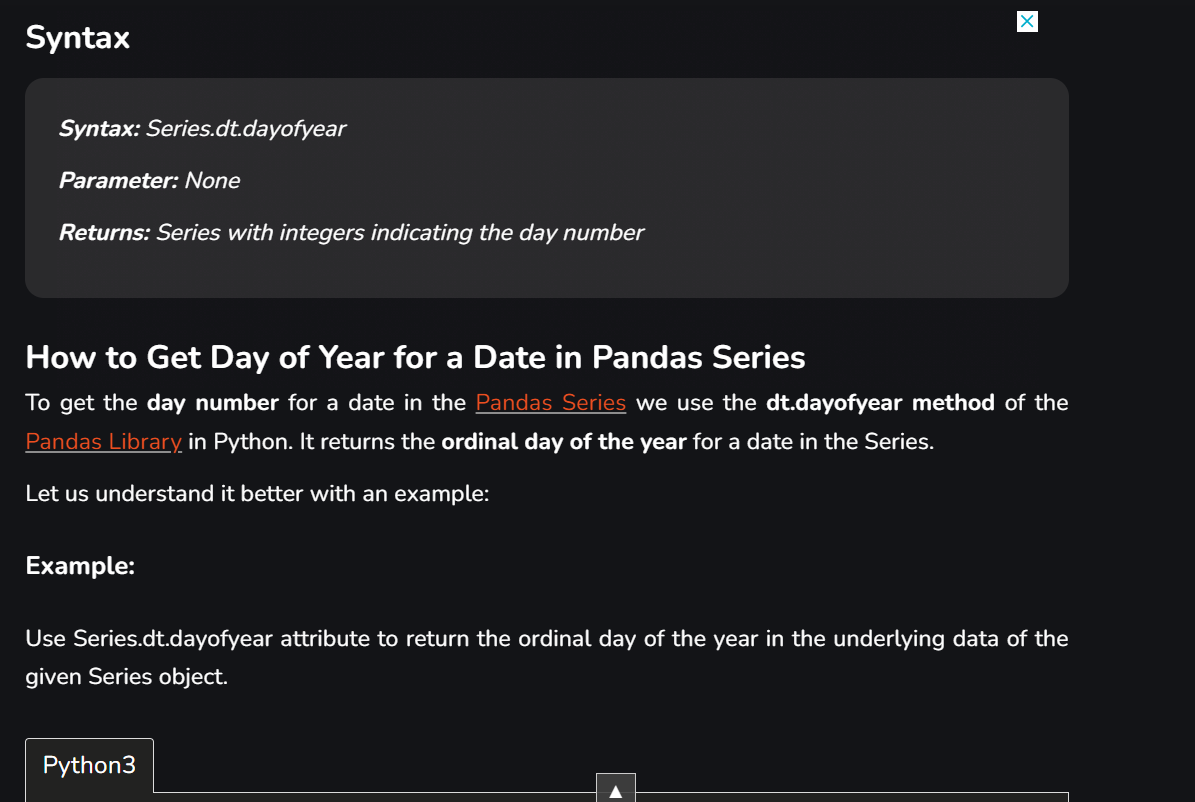 Syntax
Syntax: Series.dt.dayofyear
Parameter: None
Returns: Series with integers indicating the day number
How to Get Day of Year for a Date in Pandas Series
To get the day number for a date in the Pandas Series we use the dt.dayofyear method of the
Pandas Library in Python. It returns the ordinal day of the year for a date in the Series.
Let us understand it better with an example:
Example:
Use Series.dt.dayofyear attribute to return the ordinal day of the year in the underlying data of the
given Series object.
Python3